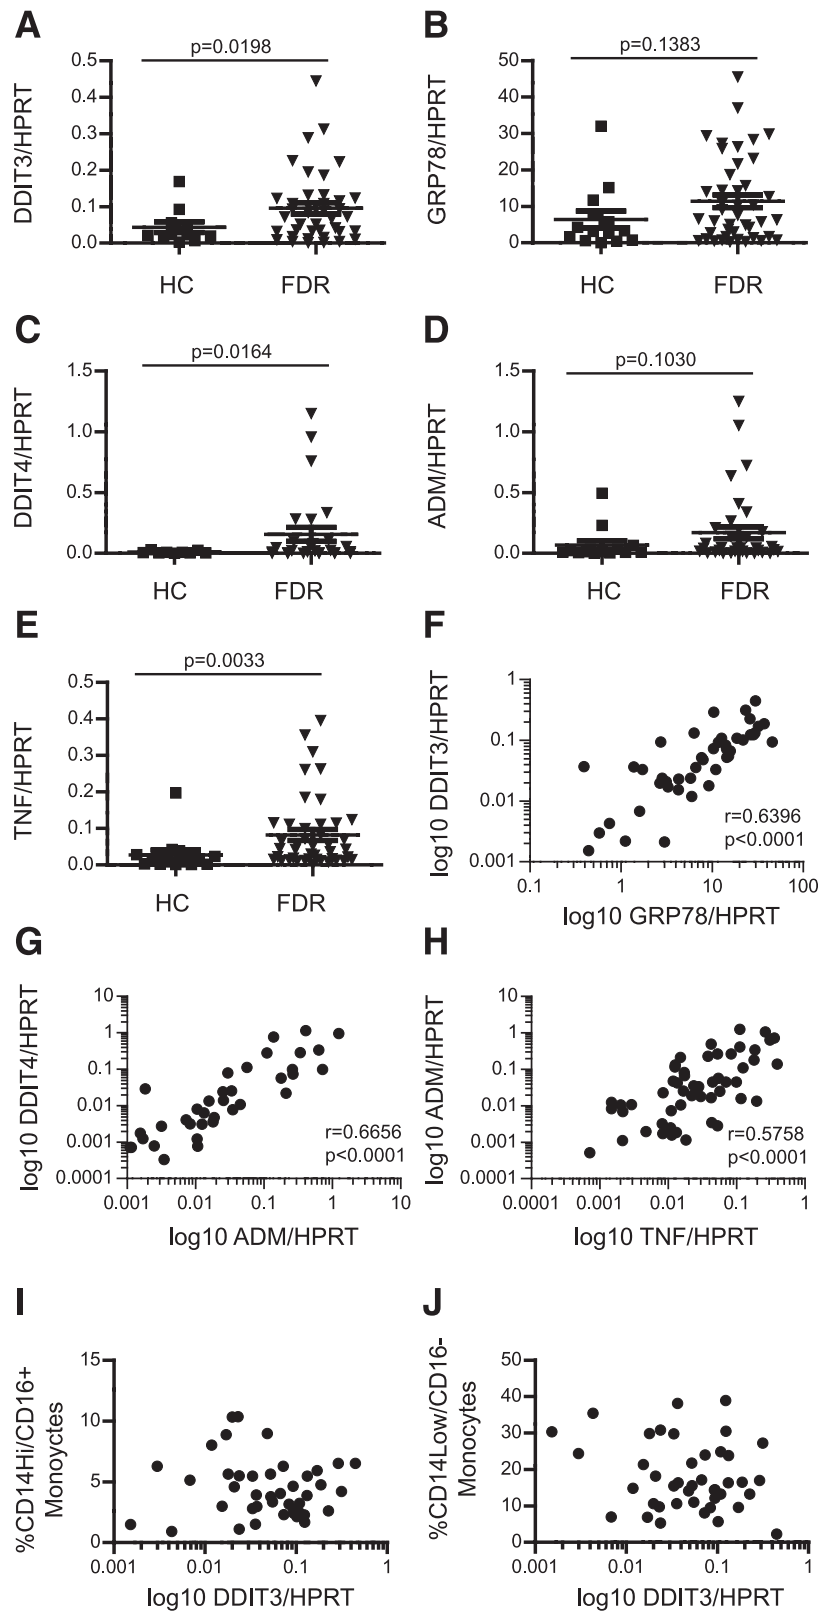 A
p=0.0198
DDIT3/HPRT
0.5
0.4
0.3
0.2
0.1
0.0
HC
FDR
B
p=0.1383
GRP78/HPRT
50
40
30
20
10
0
HC
FDR
C
p=0.0164
DDIT4/HPRT
1.5
1.0
0.5
0.0
HC
FDR
D
p=0.1030
ADM/HPRT
1.5
1.0
0.5
0.0
HC
FDR
E
p=0.0033
TNF/HPRT
0.5
0.4
0.3
0.2
0.1
0.0
HC
FDR
F
log10 DDIT3/HPRT
1
0.1
0.01
0.001
r=0.6396
p<0.0001
0.1
1
10
100
log10 GRP78/HPRT
G
log10 DDIT4/HPRT
10
1
0.1
0.01
0.001
0.0001
r=0.6656
p<0.0001
0.001
0.01
0.1
1
10
log10 ADM/HPRT
H
log10 ADM/HPRT
10
1
0.1
0.01
0.001
0.0001
r=0.5758
p<0.0001
0.0001
0.001
0.01
0.1
1
log10 TNF/HPRT
I
%CD14Hi/CD16+
Monoyctes
15
10
5
0
0.001
0.01
0.1
1
log10 DDIT3/HPRT
J
%CD14Low/CD16-
Monocytes
50
40
30
20
10
0
0.001
0.01
0.1
1
log10 DDIT3/HPRT